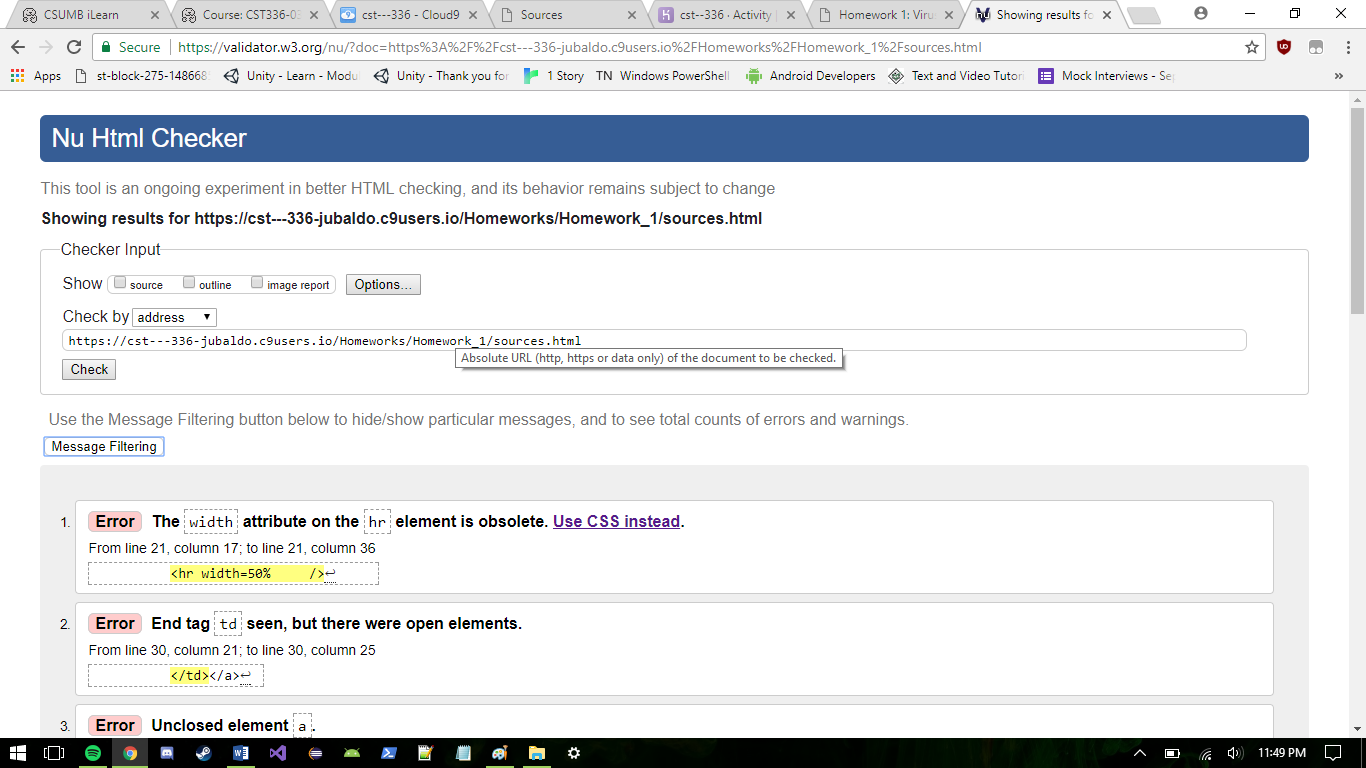 CSUMB iLearn
Course: CST336-03
cst---336 - Cloud9
Sources
cst--336 · Activity
Homework 1: Virus
Showing results fo
Secure
https://validator.w3.org/nu/?doc=https%3A%2F%2Fcst---336-jubaldo.c9users.io%2FHomeworks%2FHomework_1%2Fsources.html
Apps
st-block-275-148668
Unity - Learn - Modu
Unity - Thank you for
1 Story
TN Windows PowerShell
Android Developers
Text and Video Tutori
Mock Interviews - Se
»
Nu Html Checker
This tool is an ongoing experiment in better HTML checking, and its behavior remains subject to change
Showing results for https://cst---336-jubaldo.c9users.io/Homeworks/Homework_1/sources.html
Checker Input
Show source outline image report Options...
Check by address
https://cst---336-jubaldo.c9users.io/Homeworks/Homework_1/sources.html
Absolute URL (http, https or data only) of the document to be checked.
Check
Use the Message Filtering button below to hide/show particular messages, and to see total counts of errors and warnings.
Message Filtering
1. Error The width attribute on the hr element is obsolete. Use CSS instead.
From line 21, column 17; to line 21, column 36
<hr width=50%     />↩
2. Error End tag td seen, but there were open elements.
From line 30, column 21; to line 30, column 25
</td></a>↩
3. Error Unclosed element a.
11:49 PM